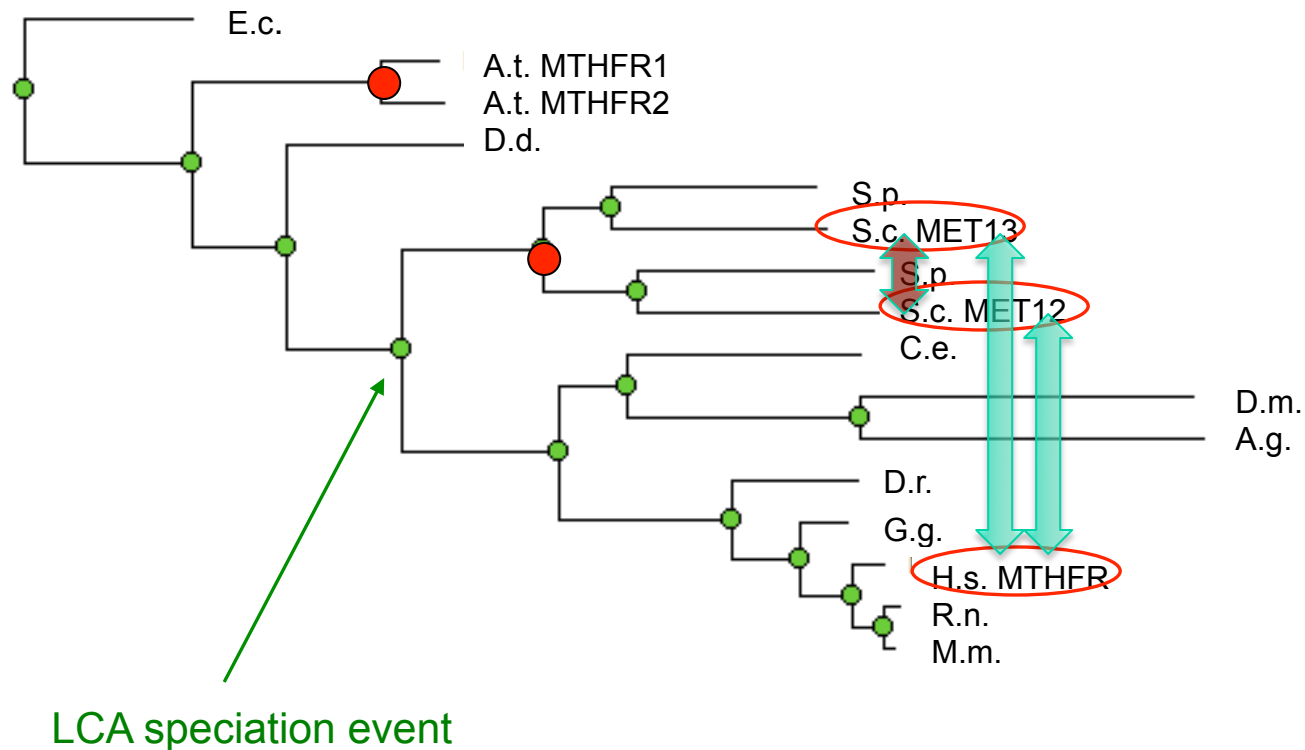 E.c.
A.t. MTHFR1
A.t. MTHFR2
D.d.
S.p.
S.c. MET13
S.p.
S.c. MET12
C.e.
D.m.
A.g.
D.r.
G.g.
H.s. MTHFR
R.n.
M.m.
LCA speciation event